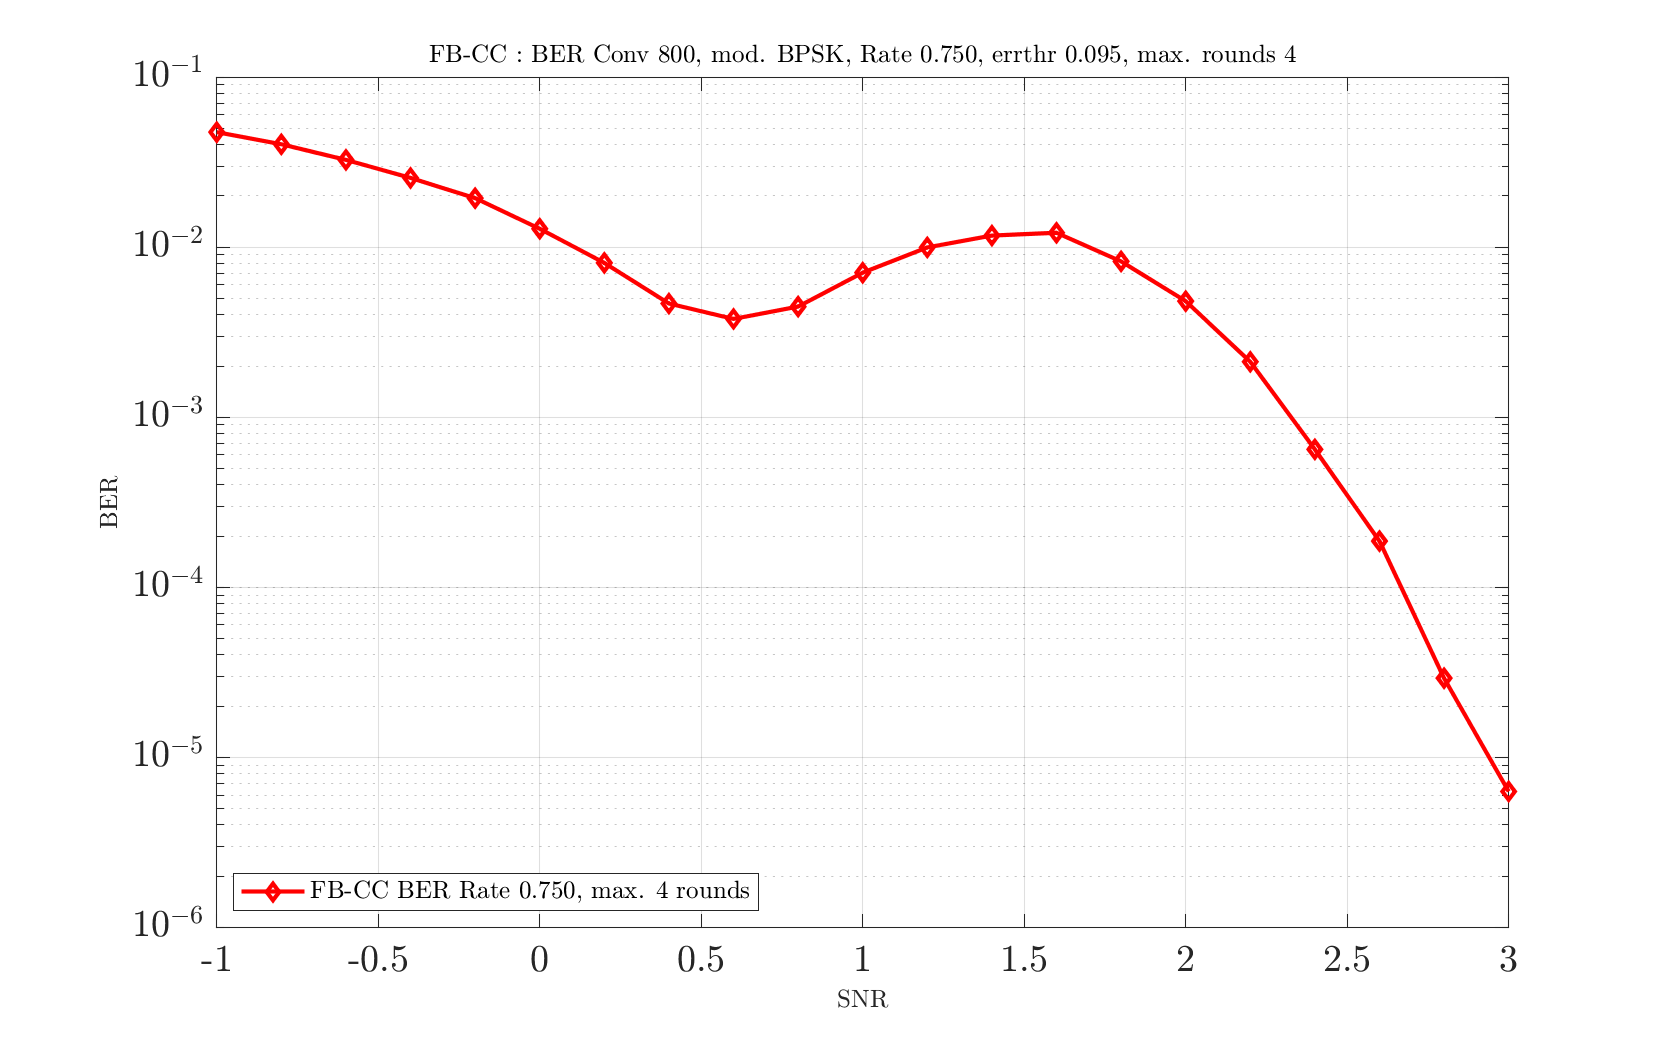 FB-CC : BER Conv 800, mod. BPSK, Rate 0.750, errthr 0.095, max. rounds 4
10^{-1}
10^{-2}
10^{-3}
10^{-4}
10^{-5}
10^{-6}
BER
FB-CC BER Rate 0.750, max. 4 rounds
-1 -0.5 0 0.5 1 1.5 2 2.5 3
SNR